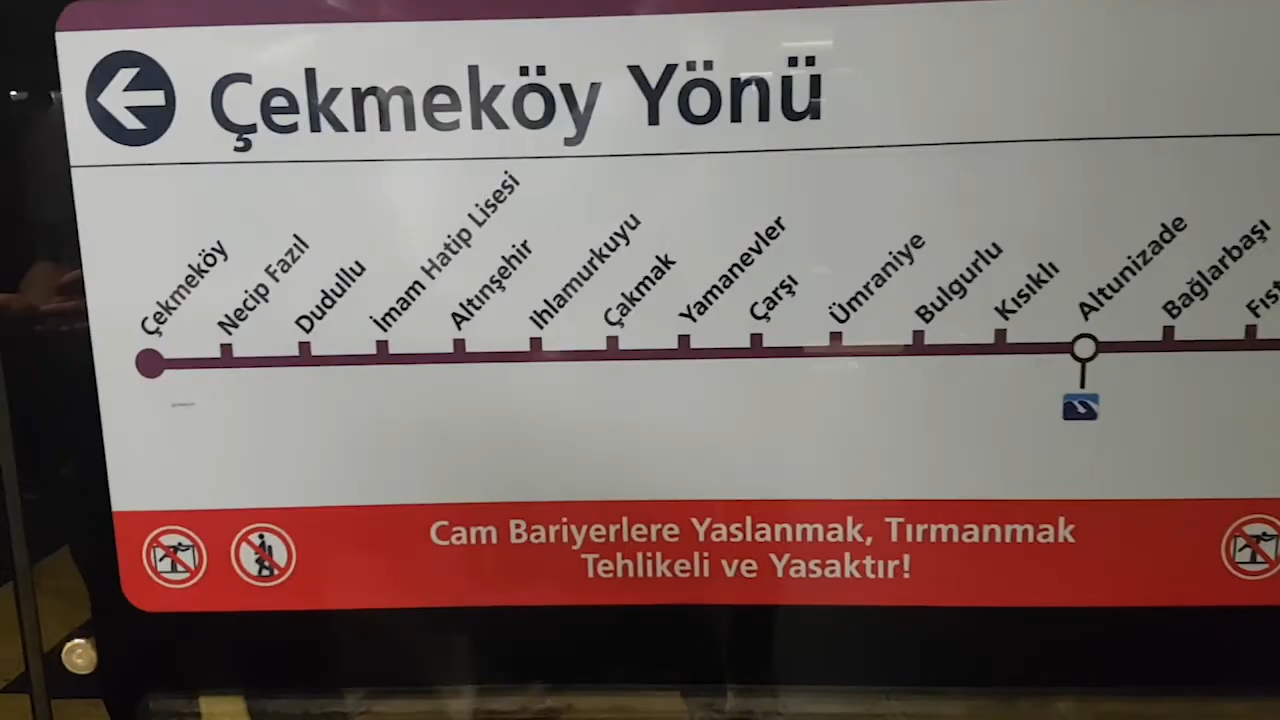 Çekmeköy Yönü
Çekmeköy
Necip Fazıl
Dudullu
İmam Hatip Lisesi
Altınşehir
Ihlamurkuyu
Çakmak
Yamanevler
Çarşı
Ümraniye
Bulgurlu
Kısıklı
Altunizade
Bağlarbaşı
Cam Bariyerlere Yaslanmak, Tırmanmak
Tehlikeli ve Yasaktır!